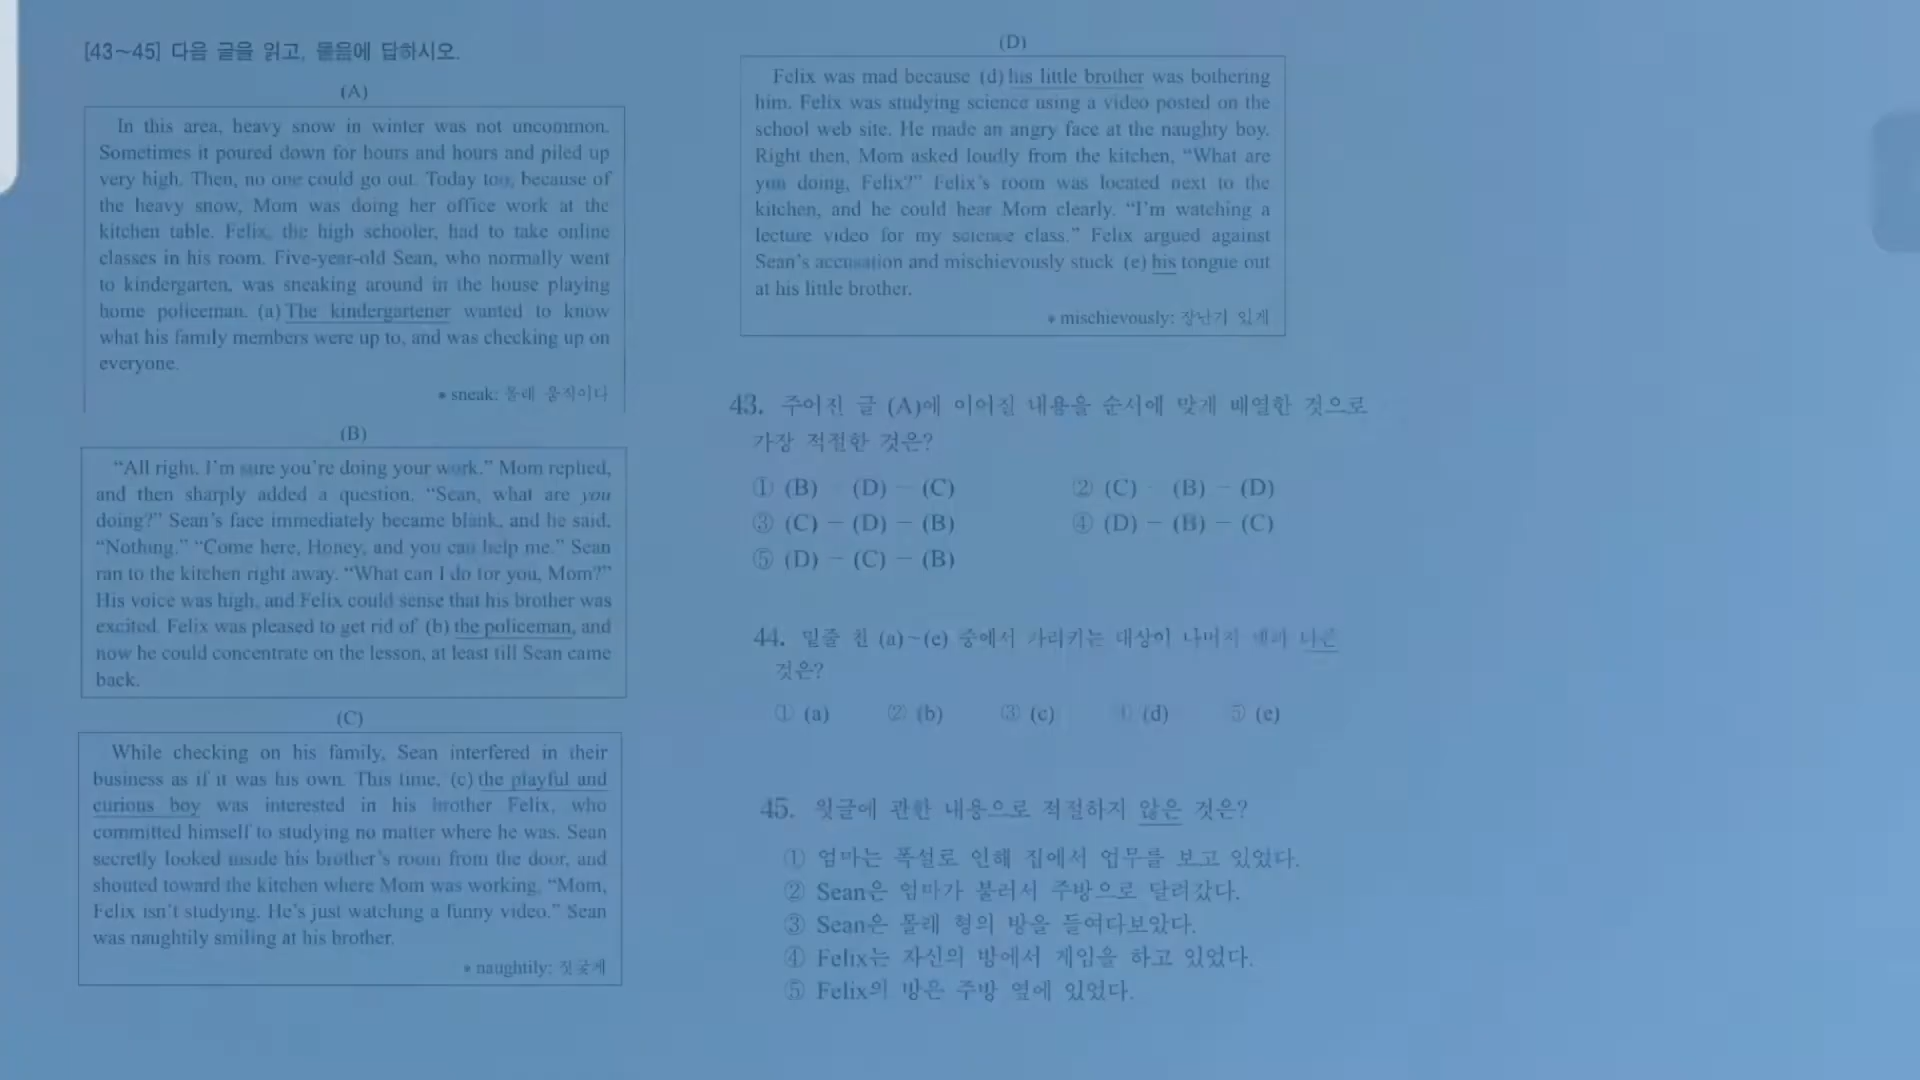 [43~45] 다음 글을 읽고, 물음에 답하시오.
(A)
In this area, heavy snow in winter was not uncommon.
Sometimes it poured down for hours and hours and piled up
very high. Then, no one could go out. Today too, because of
the heavy snow, Mom was doing her office work at the
kitchen table. Felix, the high schooler, had to take online
classes in his room. Five-year-old Sean, who normally went
to kindergarten, was sneaking around in the house playing
home policeman. (a) The kindergartener wanted to know
what his family members were up to, and was checking up on
everyone.
* sneak: 몰래 움직이다
(B)
“All right. I’m sure you’re doing your work.” Mom replied,
and then sharply added a question. “Sean, what are you
doing?” Sean’s face immediately became blank, and he said,
“Nothing.” “Come here, Honey, and you can help me.” Sean
ran to the kitchen right away. “What can I do for you, Mom?”
His voice was high, and Felix could sense that his brother was
excited. Felix was pleased to get rid of (b) the policeman, and
now he could concentrate on the lesson, at least till Sean came
back.
(C)
While checking on his family, Sean interfered in their
business as if it was his own. This time, (c) the playful and
curious boy was interested in his brother Felix, who
committed himself to studying no matter where he was. Sean
secretly looked inside his brother’s room from the door, and
shouted toward the kitchen where Mom was working, “Mom,
Felix isn’t studying. He’s just watching a funny video.” Sean
was naughtily smiling at his brother.
* naughtily: 짓궂게
(D)
Felix was mad because (d) his little brother was bothering
him. Felix was studying science using a video posted on the
school web site. He made an angry face at the naughty boy.
Right then, Mom asked loudly from the kitchen, “What are
you doing, Felix?” Felix’s room was located next to the
kitchen, and he could hear Mom clearly. “I’m watching a
lecture video for my science class.” Felix argued against
Sean’s accusation and mischievously stuck (e) his tongue out
at his little brother.
* mischievously: 장난기 있게
43. 주어진 글 (A)에 이어질 내용을 순서에 맞게 배열한 것으로
가장 적절한 것은?
① (B) – (D) – (C) ② (C) – (B) – (D)
③ (C) – (D) – (B) ④ (D) – (B) – (C)
⑤ (D) – (C) – (B)
44. 밑줄 친 (a)~(e) 중에서 가리키는 대상이 나머지 넷과 다른
것은?
① (a) ② (b) ③ (c) ④ (d) ⑤ (e)
45. 윗글에 관한 내용으로 적절하지 않은 것은?
① 엄마는 폭설로 인해 집에서 업무를 보고 있었다.
② Sean은 엄마가 불러서 주방으로 달려갔다.
③ Sean은 몰래 형의 방을 들여다보았다.
④ Felix는 자신의 방에서 게임을 하고 있었다.
⑤ Felix의 방은 주방 옆에 있었다.